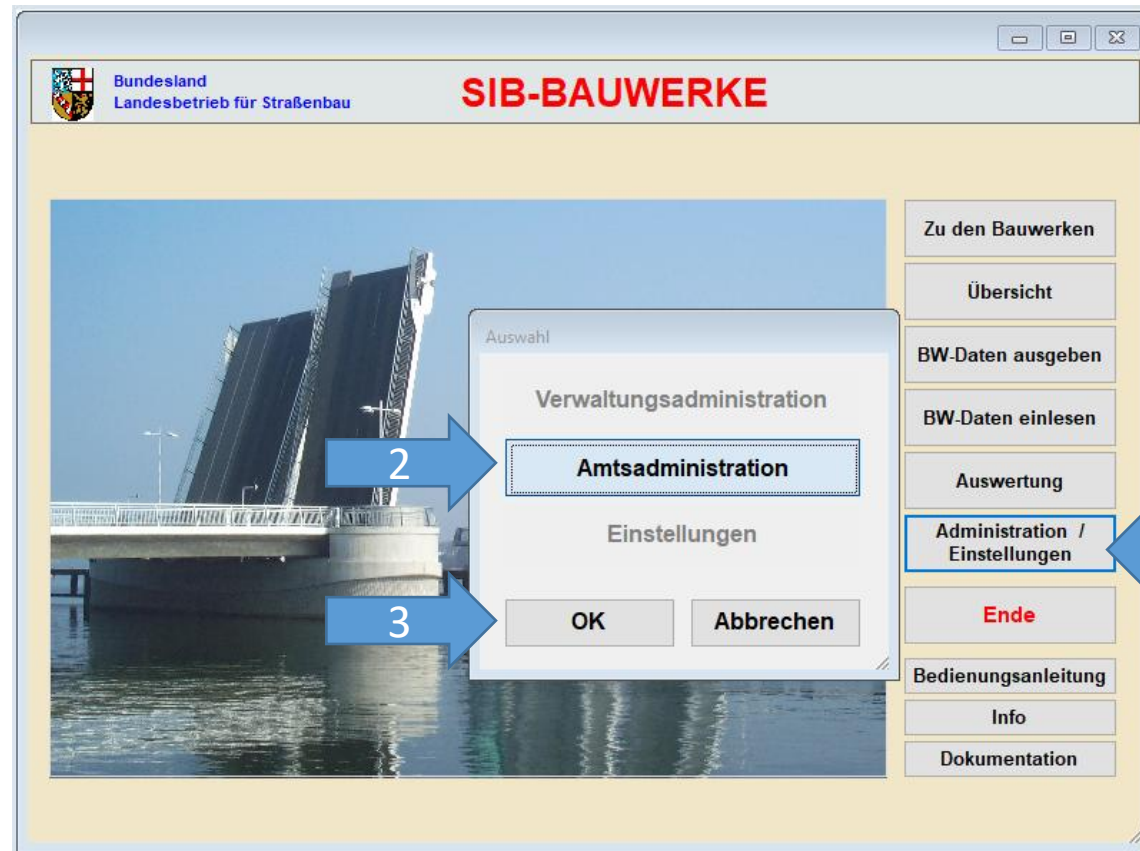 Bundesland
Landesbetrieb für Straßenbau
SIB-BAUWERKE
Zu den Bauwerken
Übersicht
BW-Daten ausgeben
BW-Daten einlesen
Auswertung
Administration /
Einstellungen
Ende
Bedienungsanleitung
Info
Dokumentation
Auswahl
Verwaltungsadministration
2
Amtsadministration
Einstellungen
3
OK
Abbrechen